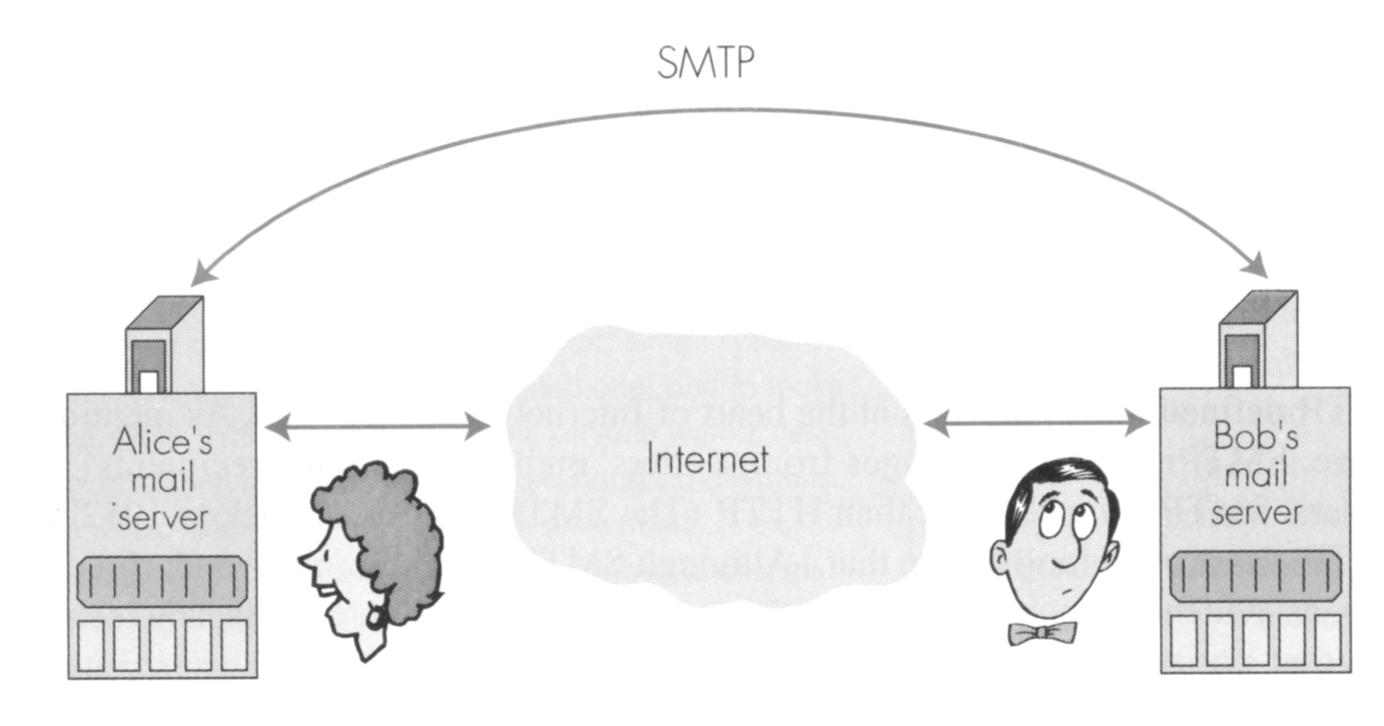 SMTP
Alice's
mail
server
Internet
Bob's
mail
server